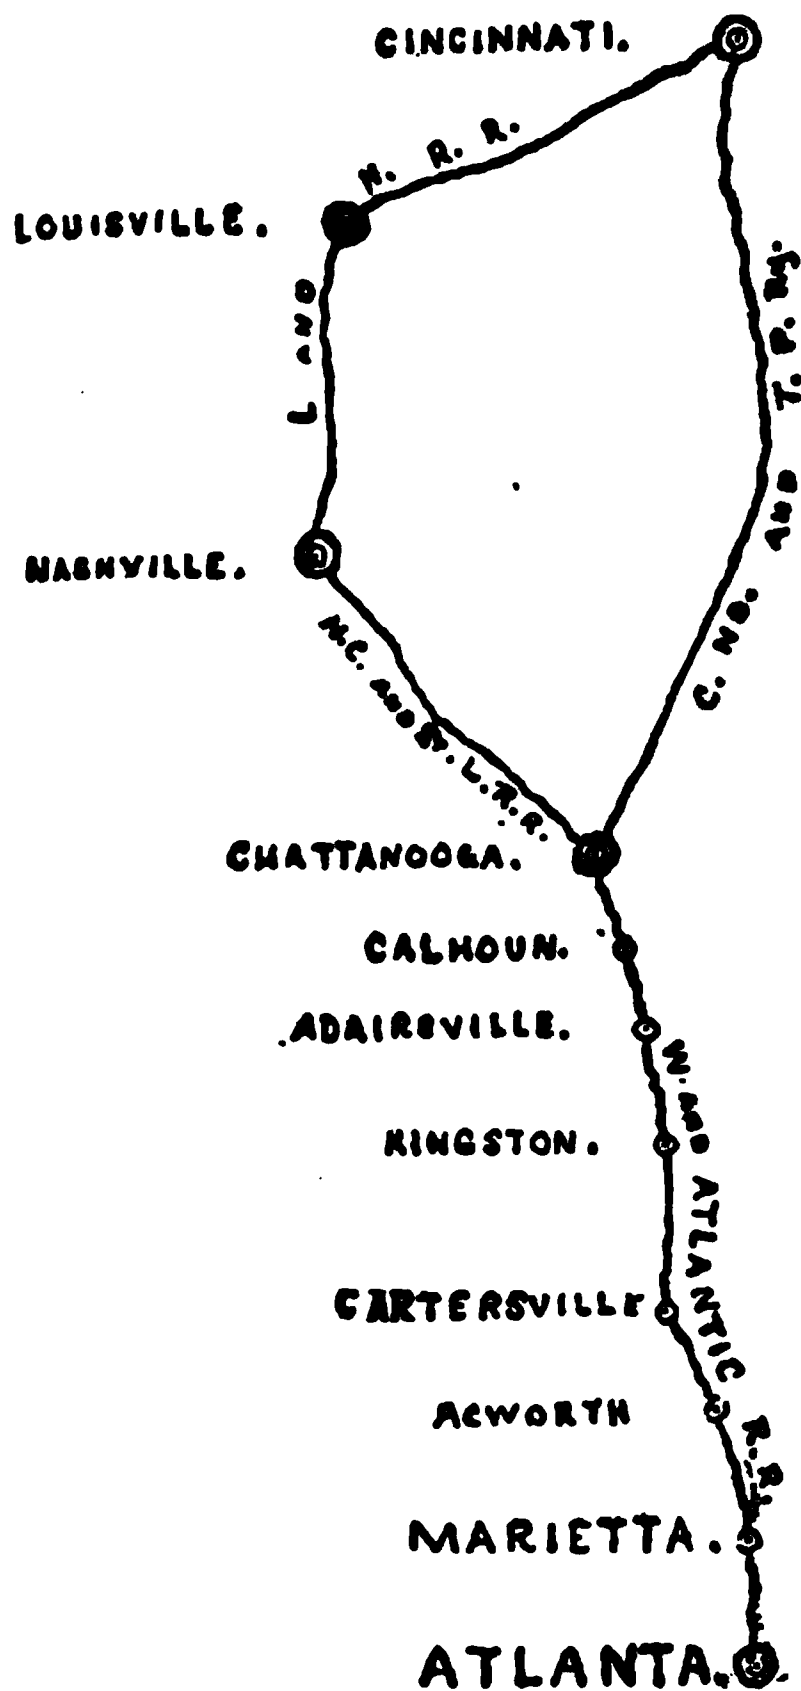 CINCINNATI.
N. R. R.
LOUISVILLE.
L AND
T. P. Ry.
C. NO. AND
NASHVILLE.
N.C. AND ST. L. R. R.
CHATTANOOGA.
CALHOUN.
ADAIRSVILLE.
KINGSTON.
W. AND ATLANTIC R. R.
CARTERSVILLE
ACWORTH
MARIETTA.
ATLANTA.